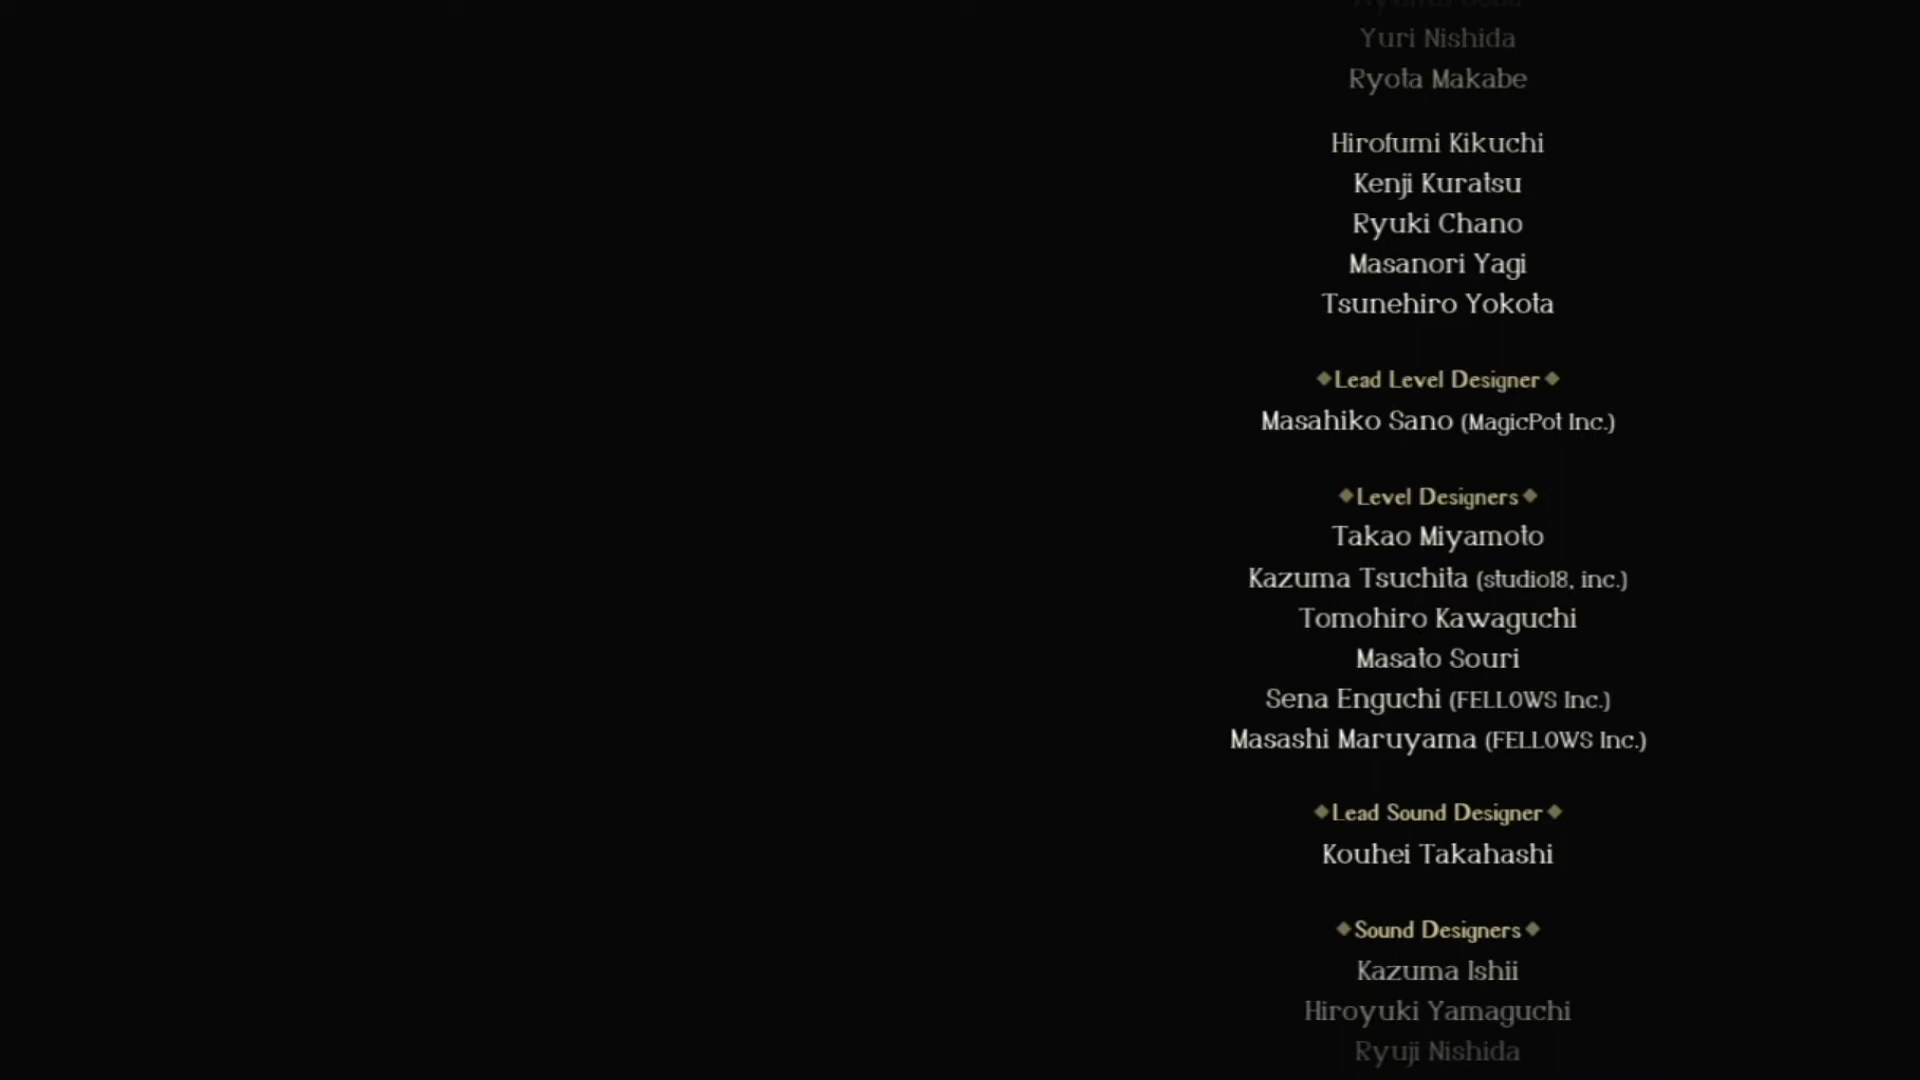 Yuri Nishida
Ryota Makabe
Hirofumi Kikuchi
Kenji Kuratsu
Ryuki Chano
Masanori Yagi
Tsunehiro Yokota
◆Lead Level Designer◆
Masahiko Sano (MagicPot Inc.)
◆Level Designers◆
Takao Miyamoto
Kazuma Tsuchita (studio18, inc.)
Tomohiro Kawaguchi
Masato Souri
Sena Enguchi (FELLOWS Inc.)
Masashi Maruyama (FELLOWS Inc.)
◆Lead Sound Designer◆
Kouhei Takahashi
◆Sound Designers◆
Kazuma Ishii
Hiroyuki Yamaguchi
Ryuji Nishida